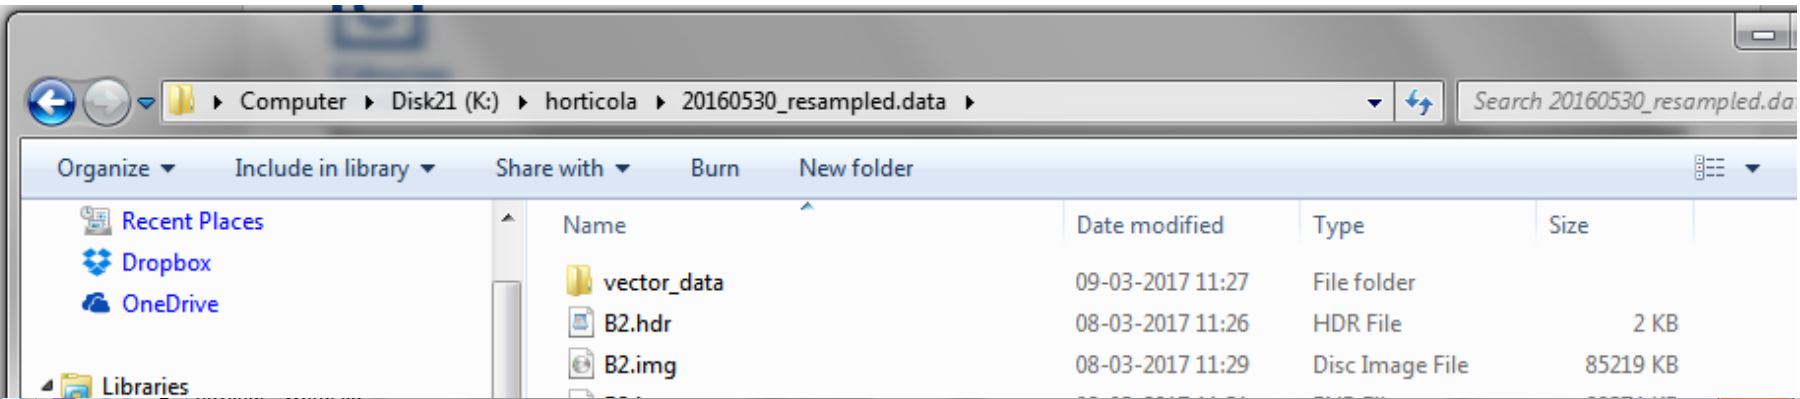 Computer Disk21 (K:) horticola 20160530_resampled.data Search 20160530_resampled.da
Organize Include in library Share with Burn New folder
Recent Places
Dropbox
OneDrive
Libraries
Name Date modified Type Size
vector_data 09-03-2017 11:27 File folder
B2.hdr 08-03-2017 11:26 HDR File 2 KB
B2.img 08-03-2017 11:29 Disc Image File 85219 KB